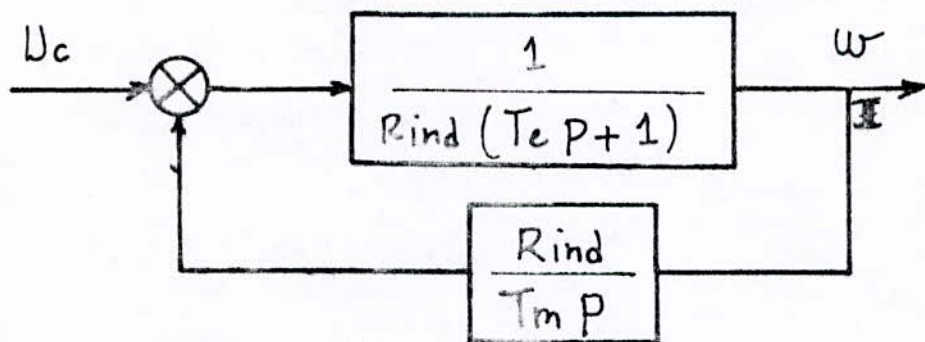 Uc
1
Rind (Te p + 1)
ω
I
Rind
Tm p